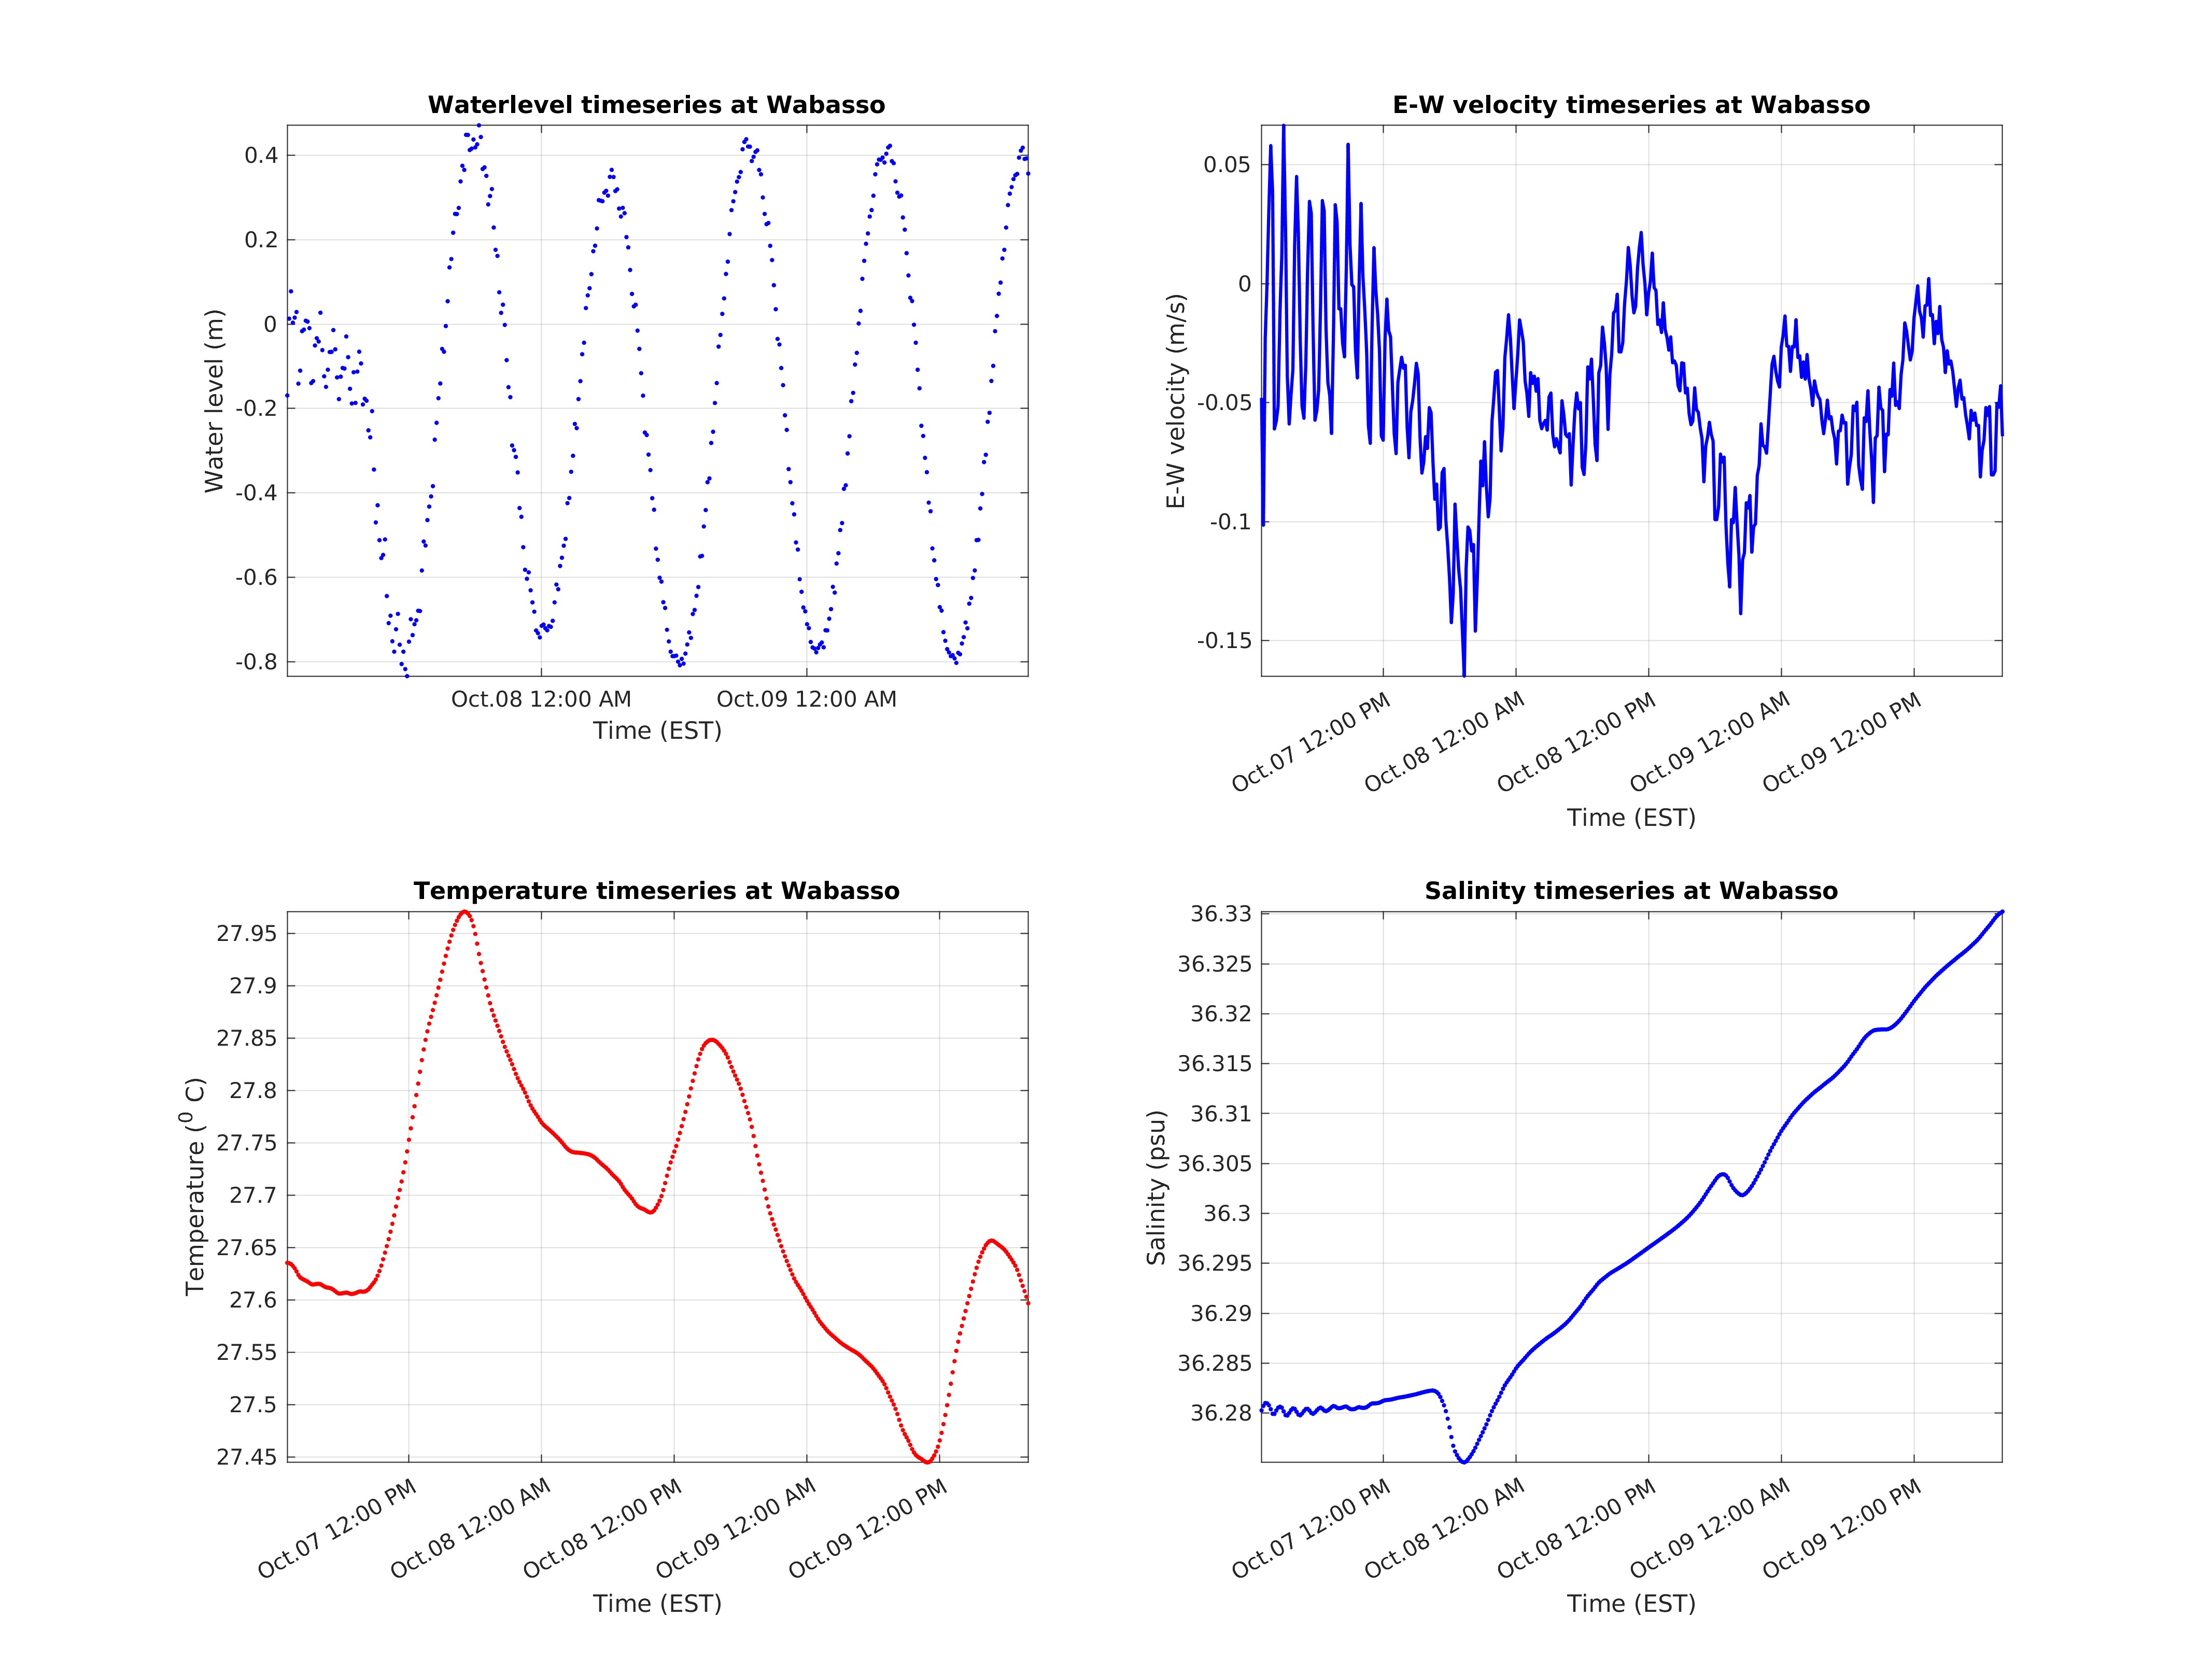 Waterlevel timeseries at Wabasso
0.4
0.2
0
-0.2
-0.4
-0.6
-0.8
Water level (m)
Oct.08 12:00 AM
Oct.09 12:00 AM
Time (EST)
E-W velocity timeseries at Wabasso
0.05
0
-0.05
-0.1
-0.15
E-W velocity (m/s)
Oct.07 12:00 PM
Oct.08 12:00 AM
Oct.08 12:00 PM
Oct.09 12:00 AM
Oct.09 12:00 PM
Time (EST)
Temperature timeseries at Wabasso
27.95
27.9
27.85
27.8
27.75
27.7
27.65
27.6
27.55
27.5
27.45
Temperature (⁰ C)
Oct.07 12:00 PM
Oct.08 12:00 AM
Oct.08 12:00 PM
Oct.09 12:00 AM
Oct.09 12:00 PM
Time (EST)
Salinity timeseries at Wabasso
36.33
36.325
36.32
36.315
36.31
36.305
36.3
36.295
36.29
36.285
36.28
Salinity (psu)
Oct.07 12:00 PM
Oct.08 12:00 AM
Oct.08 12:00 PM
Oct.09 12:00 AM
Oct.09 12:00 PM
Time (EST)